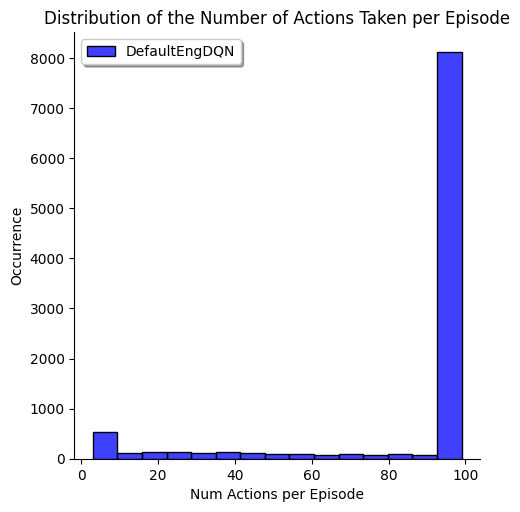 Distribution of the Number of Actions Taken per Episode
DefaultEngDQN
8000
7000
6000
5000
4000
3000
2000
1000
0
Occurrence
0 20 40 60 80 100
Num Actions per Episode